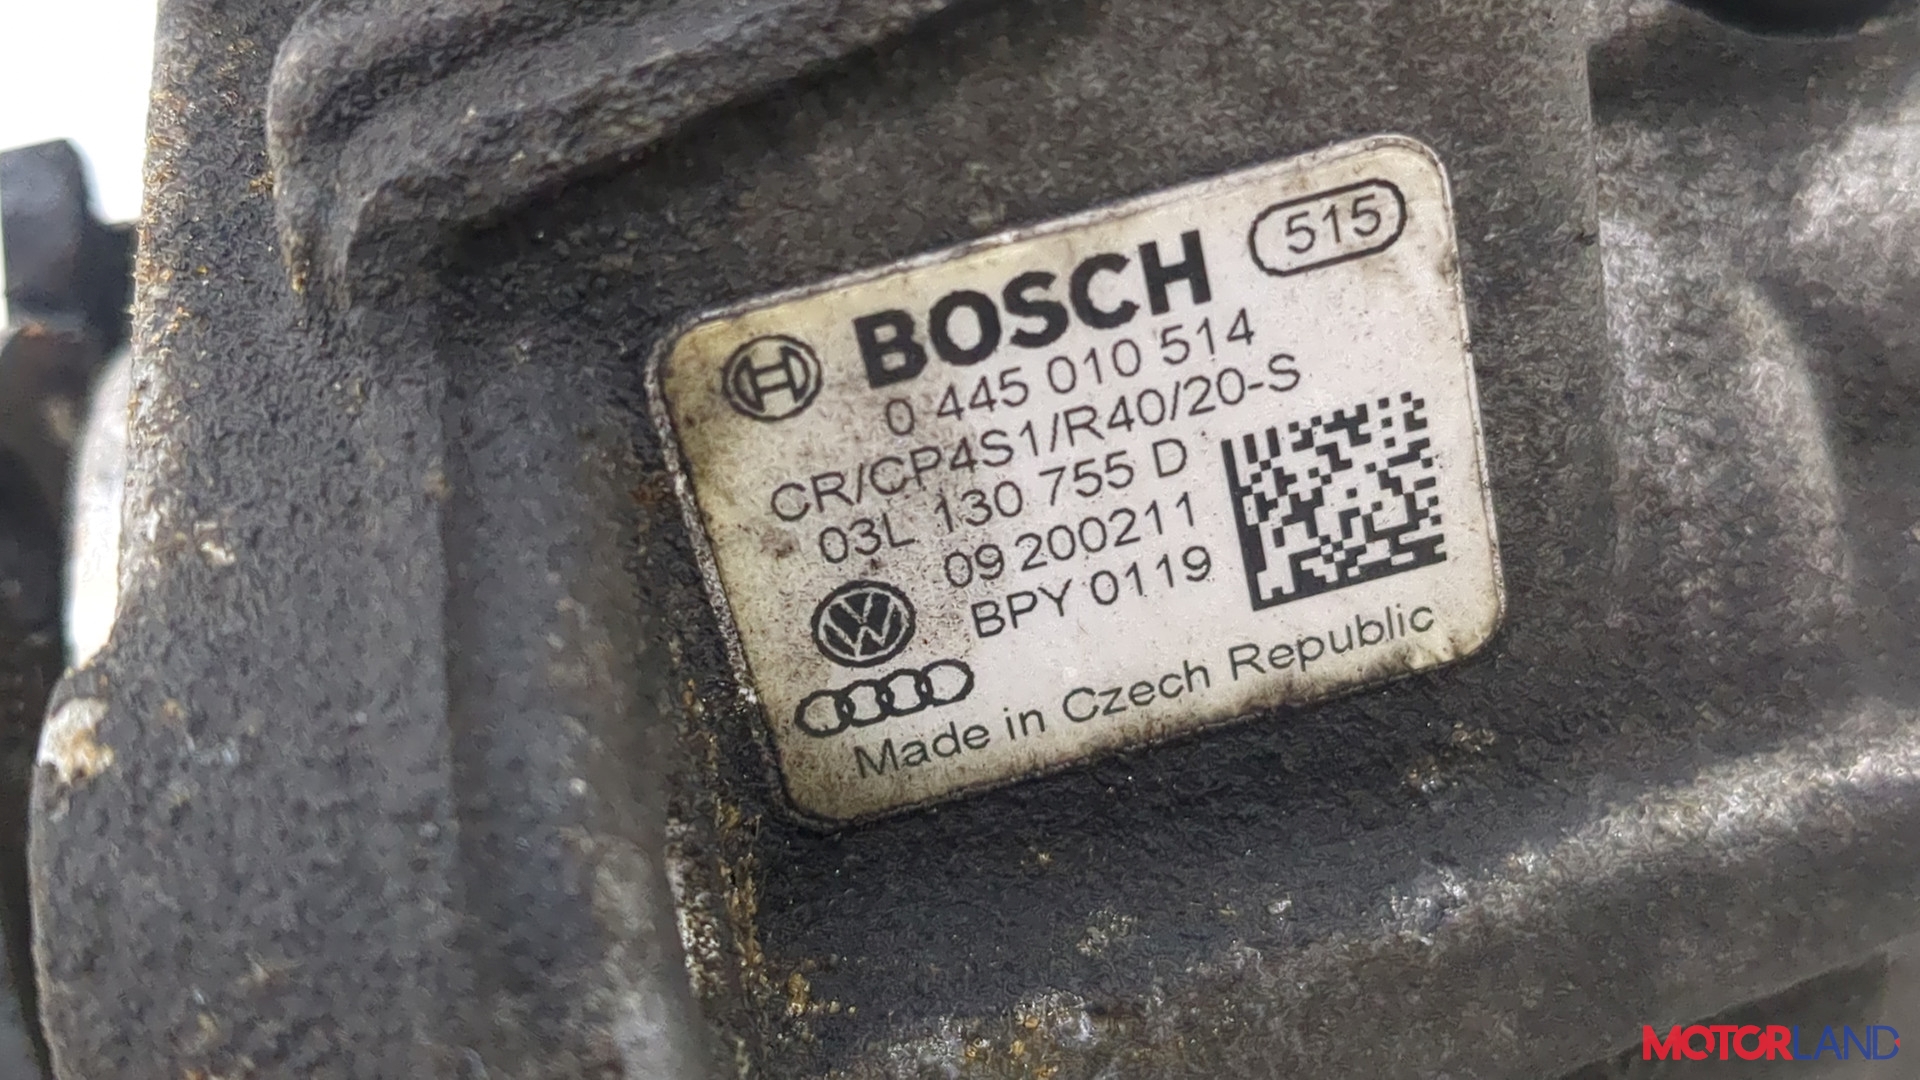 BOSCH 515
0 445 010 514
CR/CP4S1/R40/20-S
03L 130 755 D
09 200211
BPY 0119
Made in Czech Republic
MOTORLAND